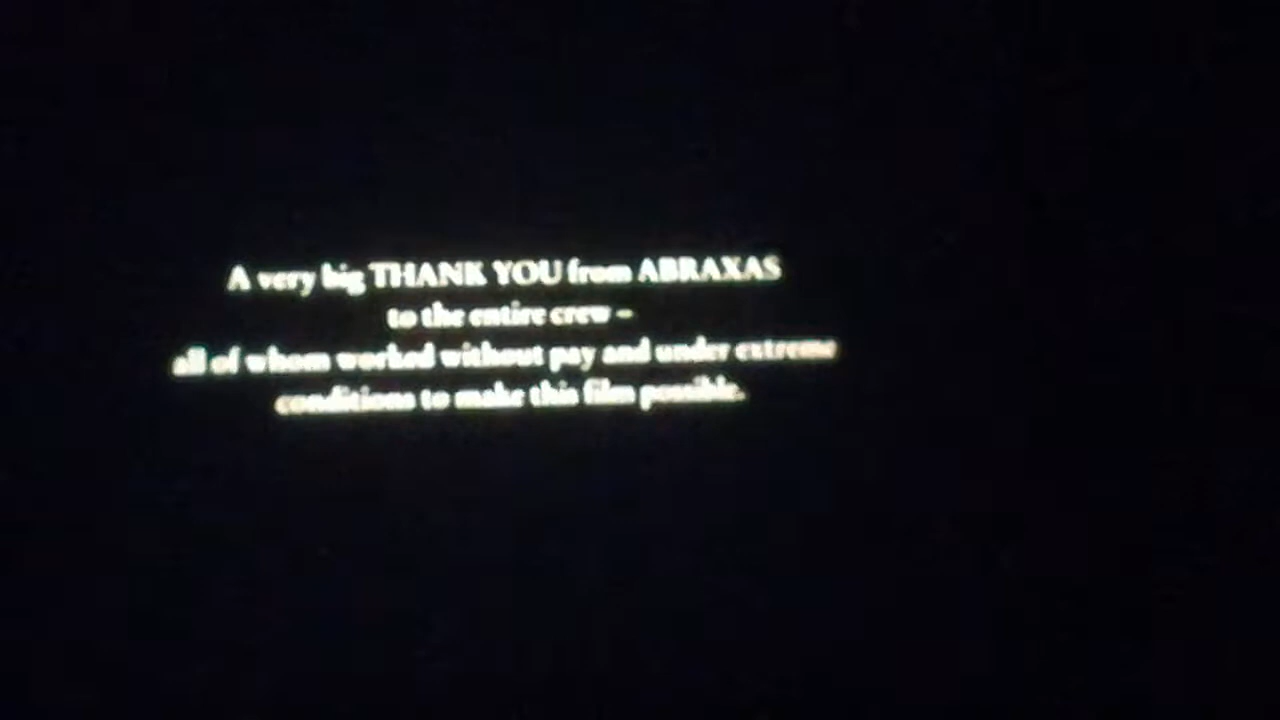 A very big THANK YOU from ABRAXAS
to the entire crew –
all of whom worked without pay and under extreme
conditions to make this film possible.